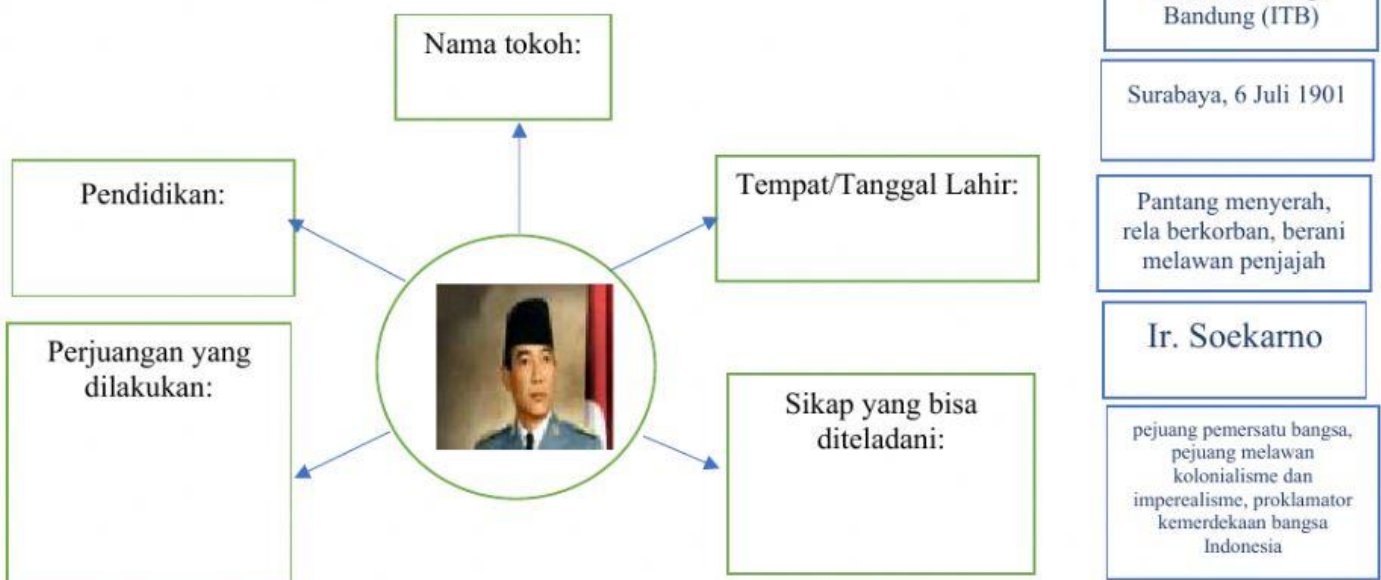 Nama tokoh:
Pendidikan:
Tempat/Tanggal Lahir:
Perjuangan yang
dilakukan:
Sikap yang bisa
diteladani:
Bandung (ITB)
Surabaya, 6 Juli 1901
Pantang menyerah,
rela berkorban, berani
melawan penjajah
Ir. Soekarno
pejuang pemersatu bangsa,
pejuang melawan
kolonialisme dan
imperealisme, proklamator
kemerdekaan bangsa
Indonesia